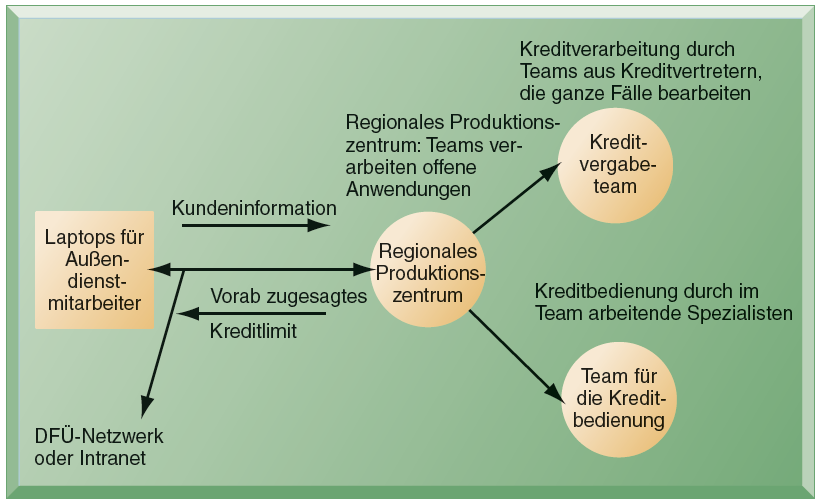 Kreditverarbeitung durch
Teams aus Kreditvertretern,
die ganze Fälle bearbeiten
Regionales Produktions-
zentrum: Teams ver-
arbeiten offene
Anwendungen
Kredit-
vergabe-
team
Kundeninformation
Laptops für
Außen-
dienst-
mitarbeiter
Regionales
Produktions-
zentrum
Vorab zugesagtes
Kreditlimit
Kreditbedienung durch im
Team arbeitende Spezialisten
Team für
die Kredit-
bedienung
DFÜ-Netzwerk
oder Intranet